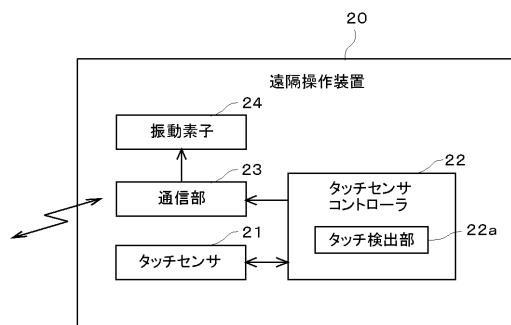 20
遠隔操作装置
24
振動素子
23
通信部
22
タッチセンサ
コントローラ
タッチ検出部
22a
21
タッチセンサ